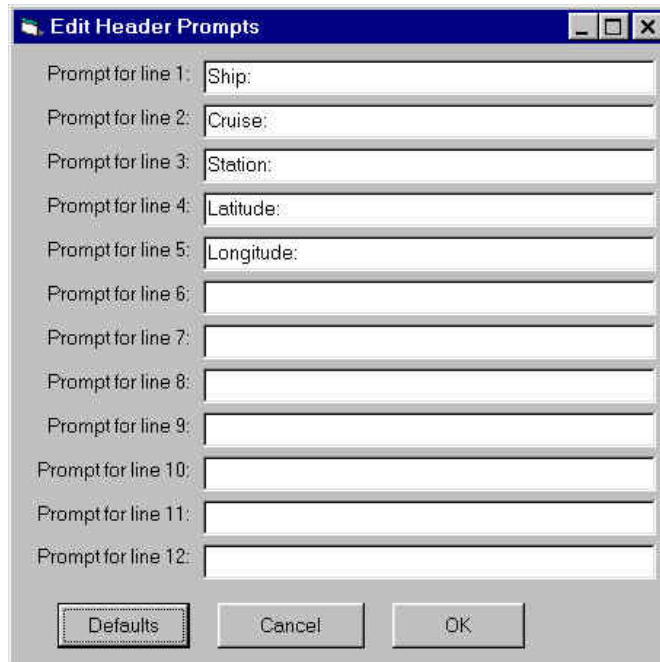 Edit Header Prompts
Prompt for line 1: Ship:
Prompt for line 2: Cruise:
Prompt for line 3: Station:
Prompt for line 4: Latitude:
Prompt for line 5: Longitude:
Prompt for line 6:
Prompt for line 7:
Prompt for line 8:
Prompt for line 9:
Prompt for line 10:
Prompt for line 11:
Prompt for line 12:
Defaults Cancel OK